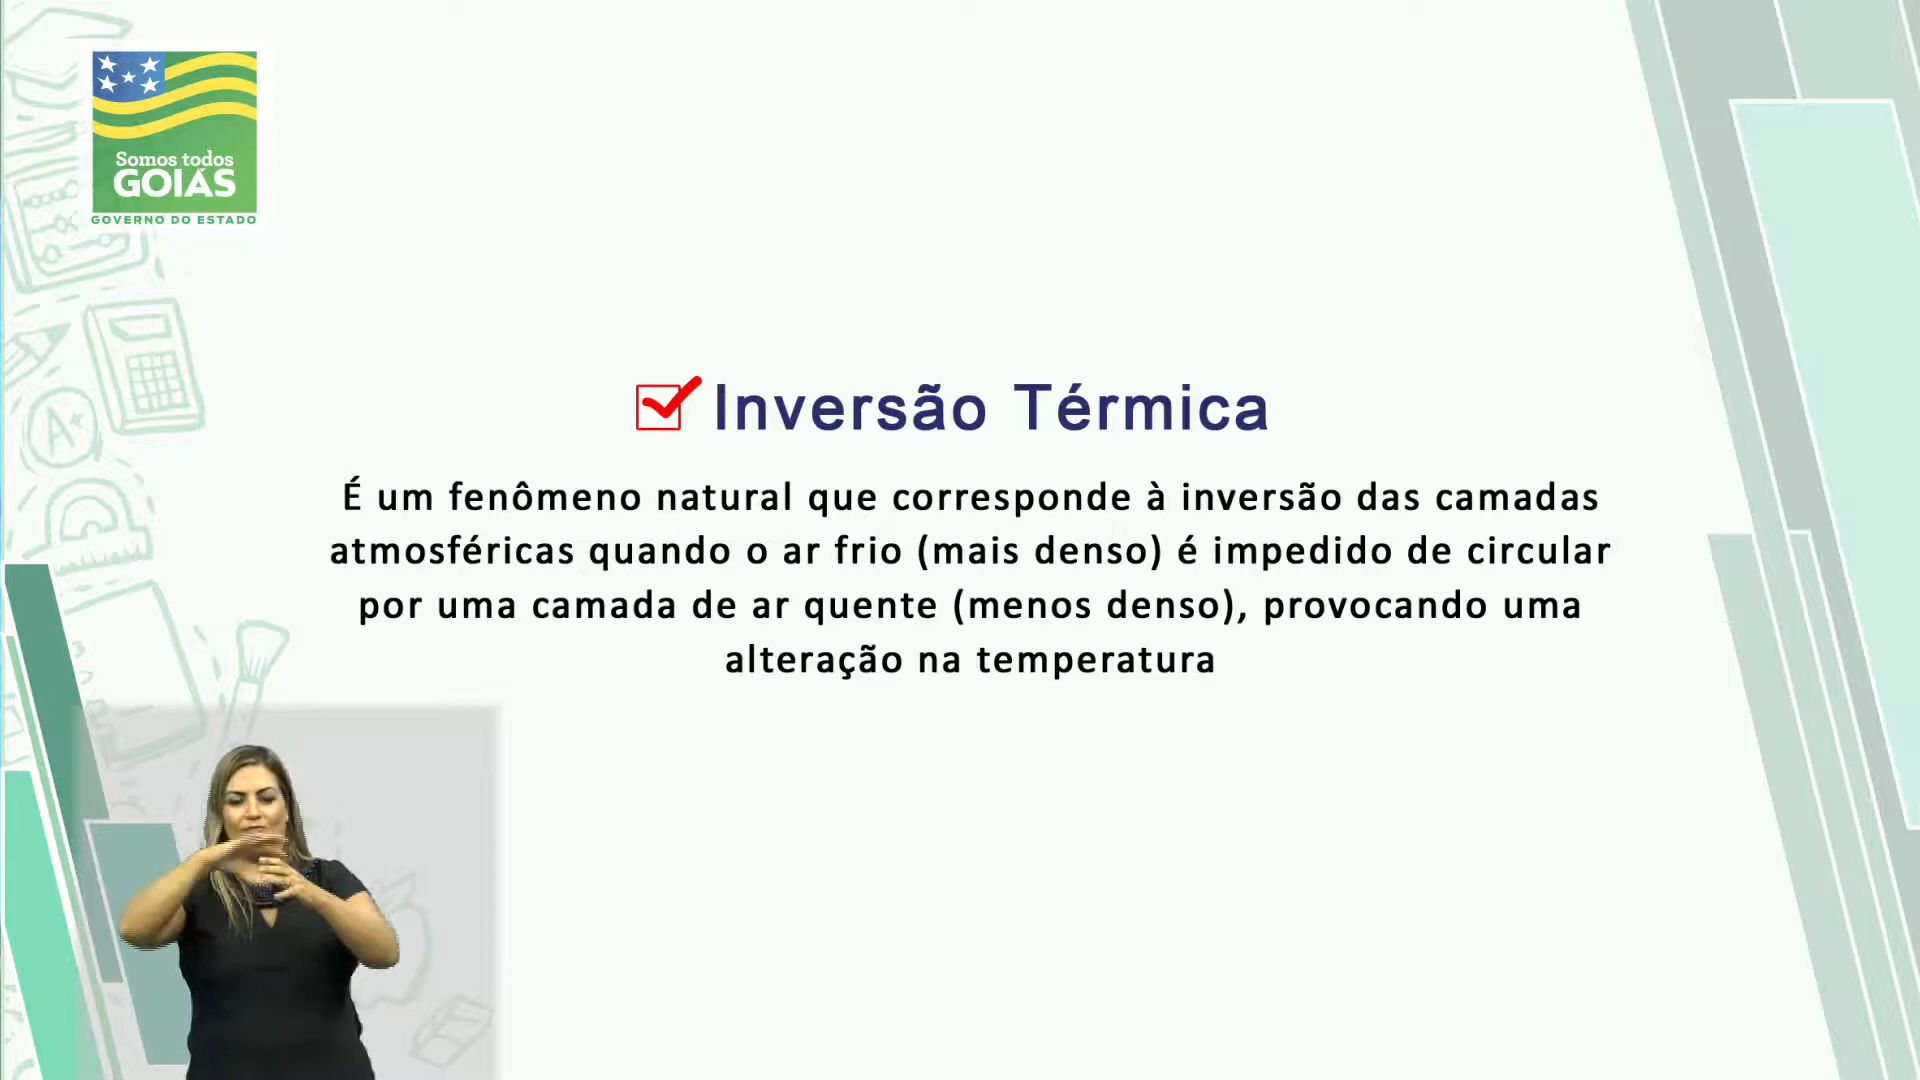 Somos todos
GOIÁS
GOVERNO DO ESTADO
Inversão Térmica
É um fenômeno natural que corresponde à inversão das camadas
atmosféricas quando o ar frio (mais denso) é impedido de circular
por uma camada de ar quente (menos denso), provocando uma
alteração na temperatura
A+